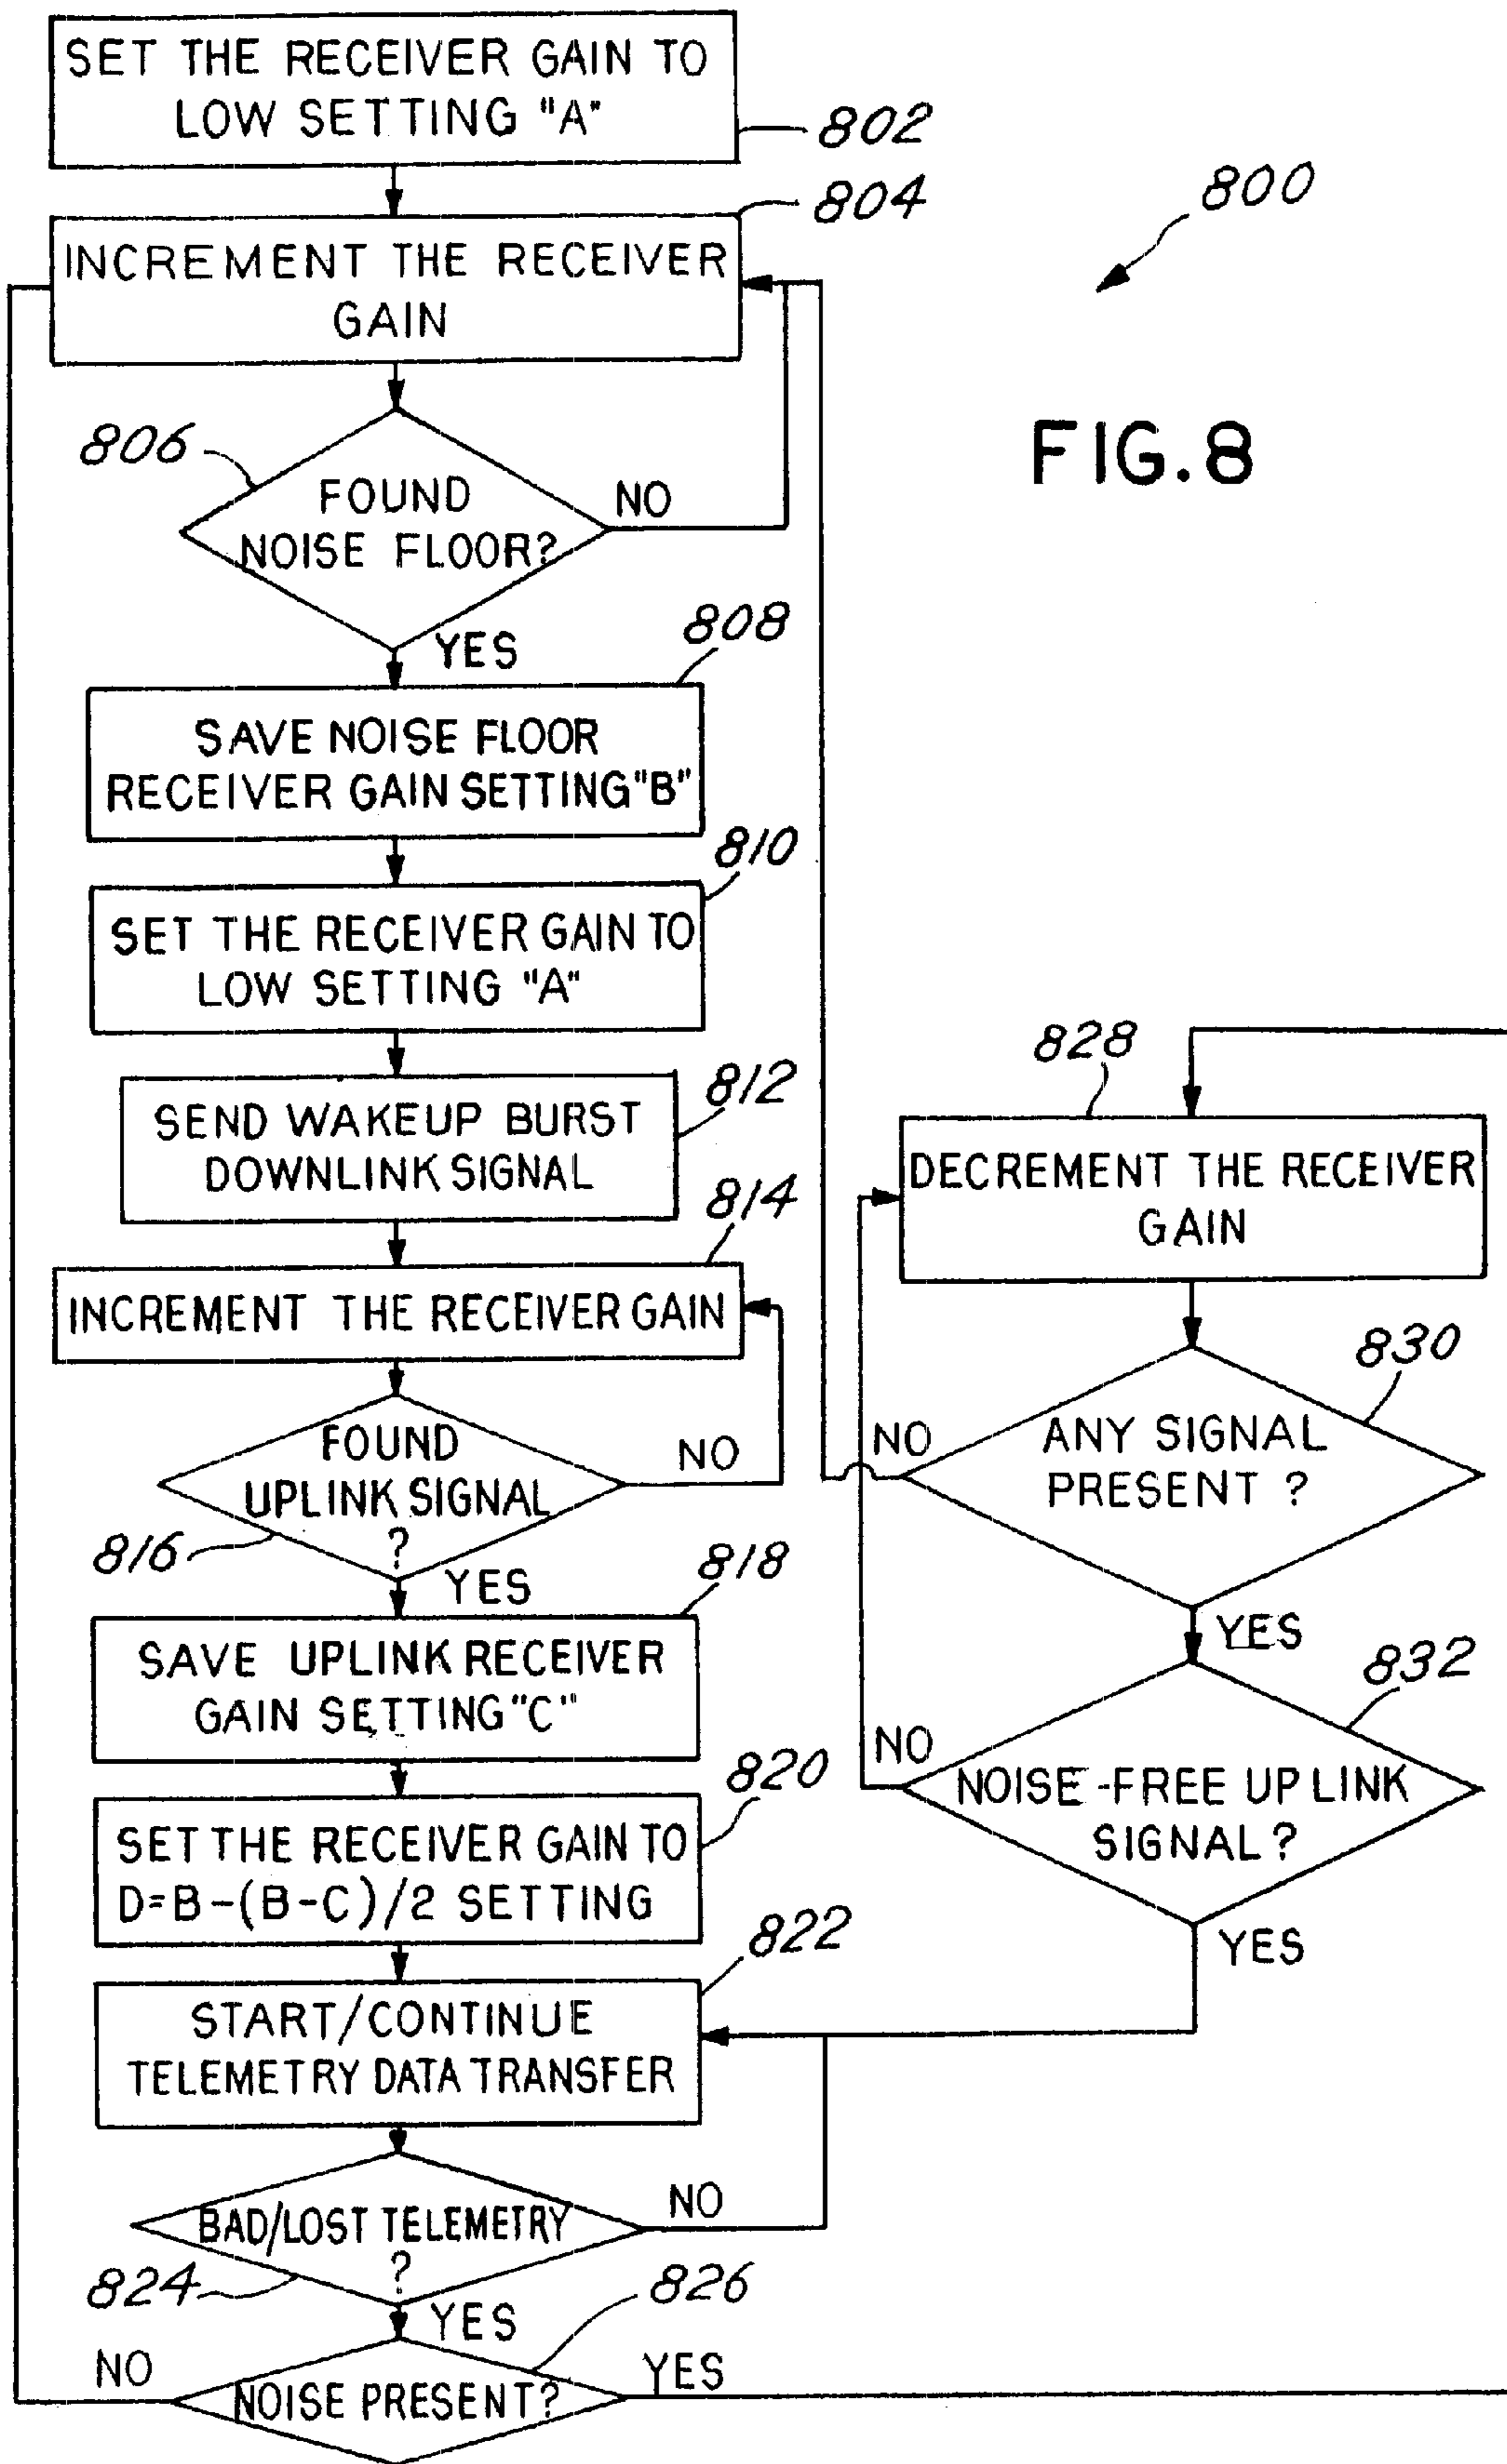 SET THE RECEIVER GAIN TO
LOW SETTING "A"
802
804
800
INCREMENT THE RECEIVER
GAIN
FIG. 8
806
FOUND
NOISE FLOOR?
NO
YES
808
SAVE NOISE FLOOR
RECEIVER GAIN SETTING "B"
810
SET THE RECEIVER GAIN TO
LOW SETTING "A"
812
SEND WAKEUP BURST
DOWNLINK SIGNAL
814
INCREMENT THE RECEIVER GAIN
FOUND
UPLINK SIGNAL
?
NO
816
YES
818
SAVE UPLINK RECEIVER
GAIN SETTING "C"
820
SET THE RECEIVER GAIN TO
D=B-(B-C)/2 SETTING
822
START/CONTINUE
TELEMETRY DATA TRANSFER
BAD/LOST TELEMETRY
?
NO
824
YES
826
NOISE PRESENT?
NO
YES
828
DECREMENT THE RECEIVER
GAIN
830
ANY SIGNAL
PRESENT ?
NO
YES
832
NOISE-FREE UP LINK
SIGNAL?
NO
YES